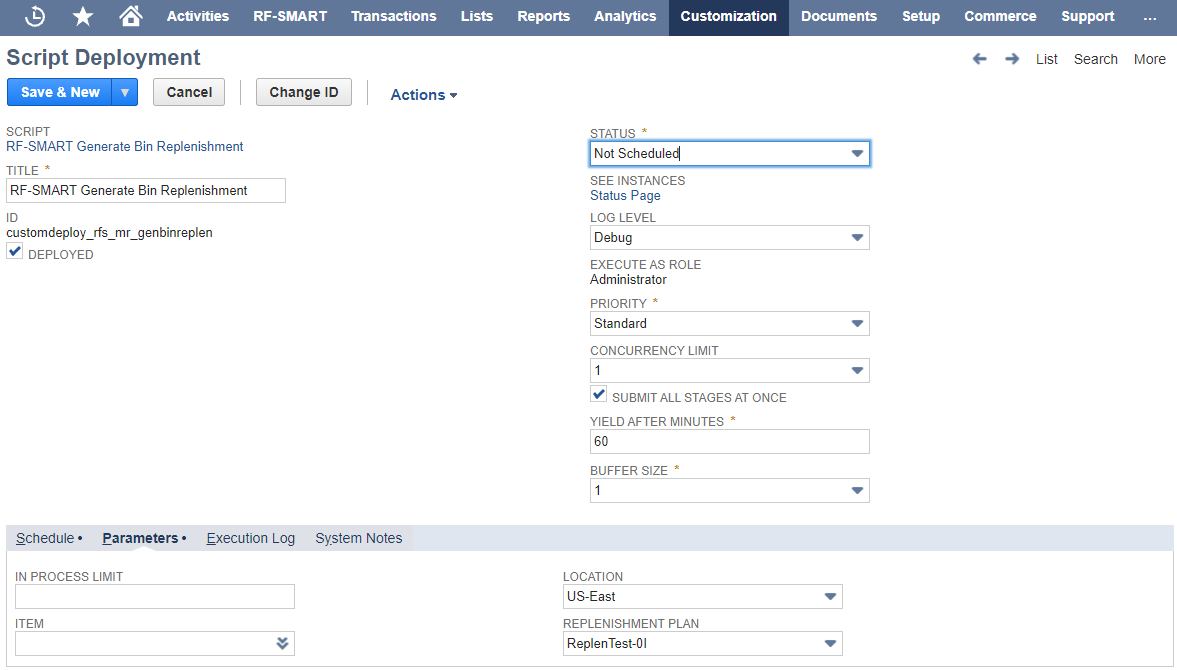 Activities RF-SMART Transactions Lists Reports Analytics Customization Documents Setup Commerce Support ...
Script Deployment
List Search More
Save & New Cancel Change ID Actions
SCRIPT
RF-SMART Generate Bin Replenishment
TITLE *
RF-SMART Generate Bin Replenishment
ID
customdeploy_rfs_mr_genbinreplen
DEPLOYED
STATUS *
Not Scheduled
SEE INSTANCES
Status Page
LOG LEVEL
Debug
EXECUTE AS ROLE
Administrator
PRIORITY *
Standard
CONCURRENCY LIMIT
1
SUBMIT ALL STAGES AT ONCE
YIELD AFTER MINUTES *
60
BUFFER SIZE *
1
Schedule • Parameters • Execution Log System Notes
IN PROCESS LIMIT
ITEM
LOCATION
US-East
REPLENISHMENT PLAN
ReplenTest-0I